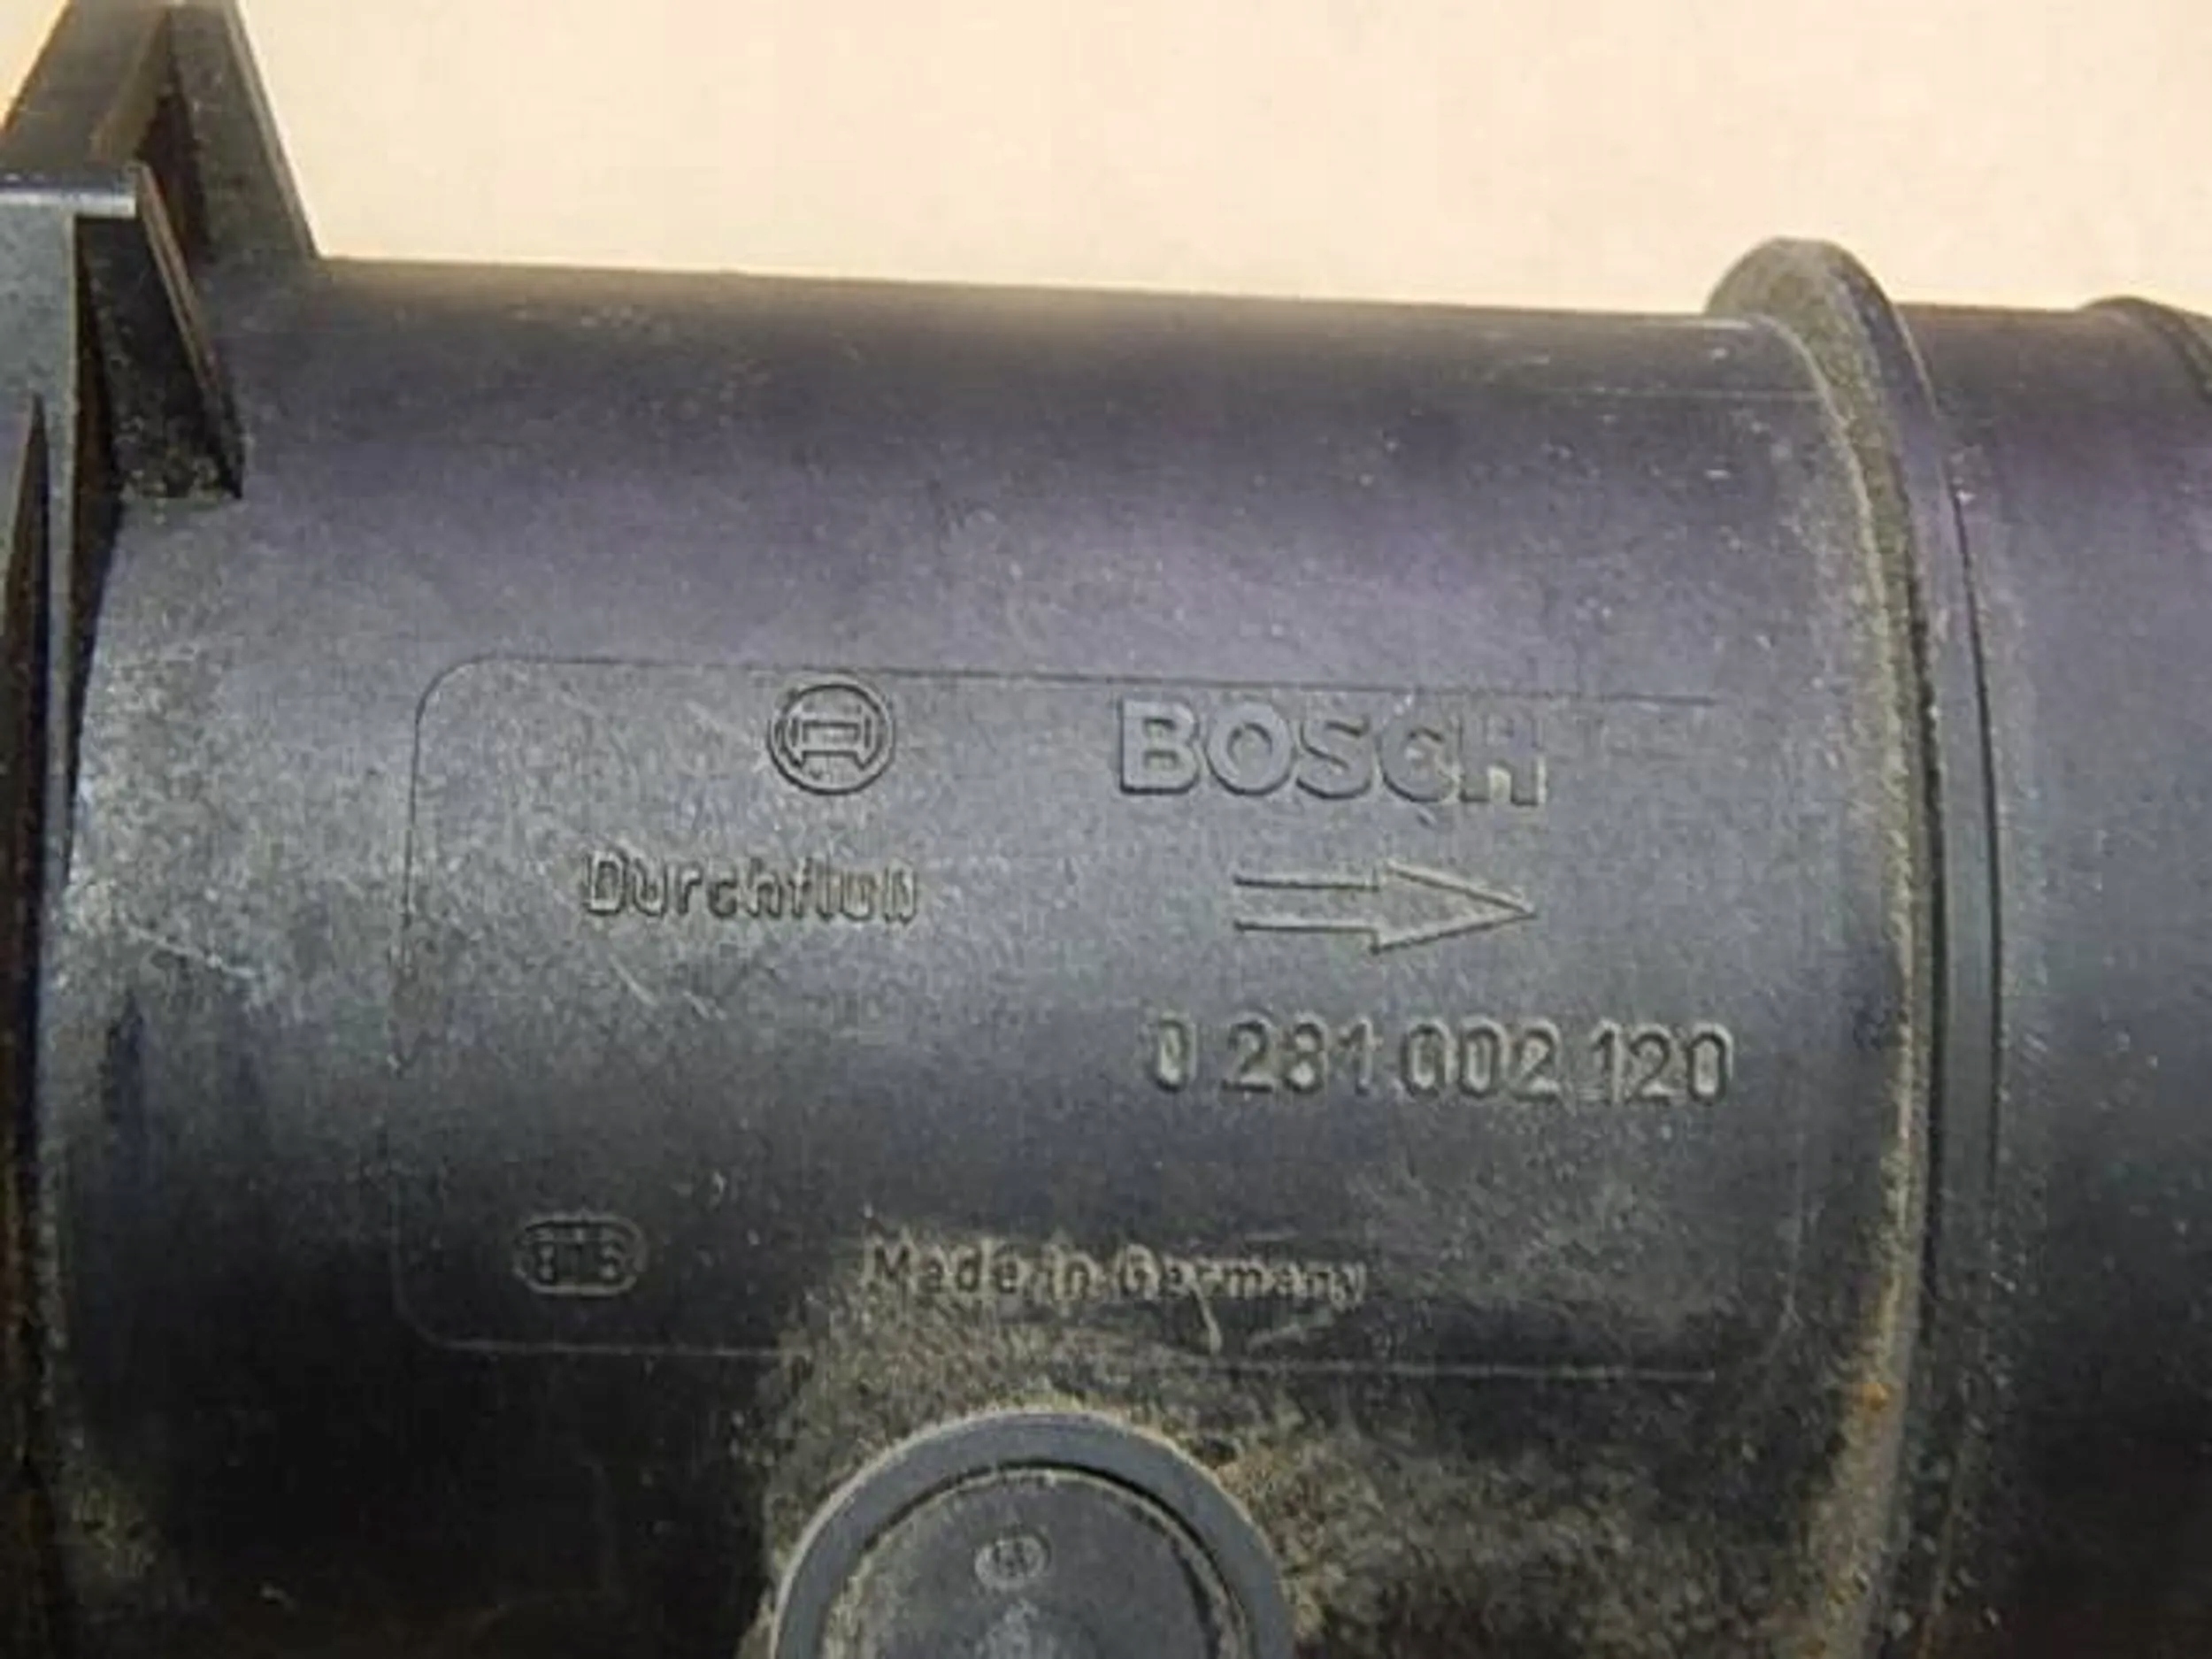 BOSCH
Durchfluß
0 281 002 120
Made in Germany